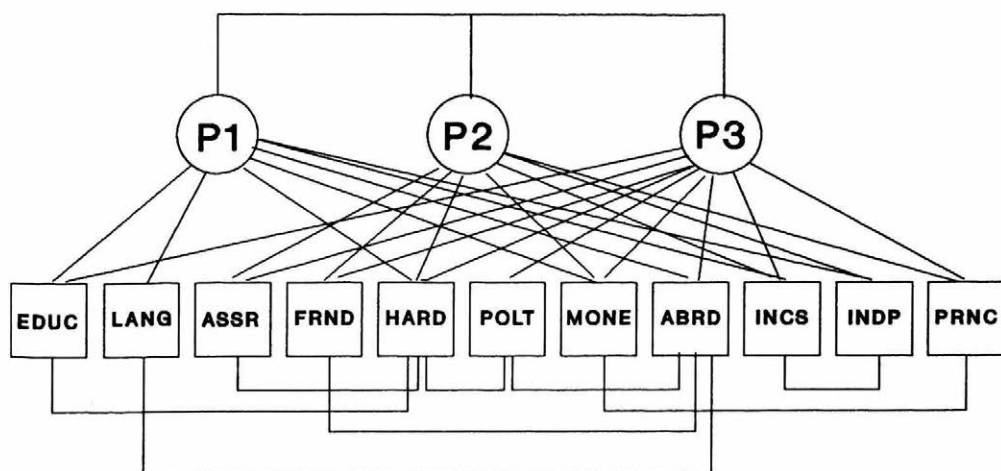 P1 P2 P3
EDUC LANG ASSR FRND HARD POLT MONE ABRD INCS INDP PRNC